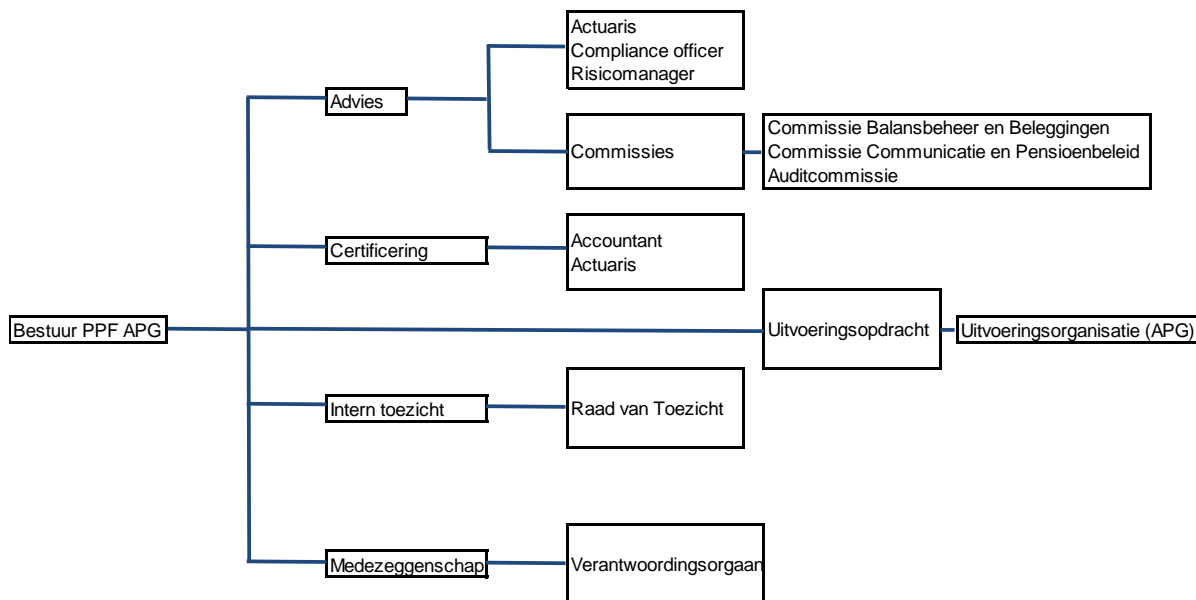 Actuaris
Compliance officer
Risicomanager
Advies
Commissies
Commissie Balansbeheer en Beleggingen
Commissie Communicatie en Pensioenbeleid
Auditcommissie
Certificering
Accountant
Actuaris
Bestuur PPF APG
Uitvoeringsopdracht
Uitvoeringsorganisatie (APG)
Intern toezicht
Raad van Toezicht
Medezeggenschap
Verantwoordingsorgaan